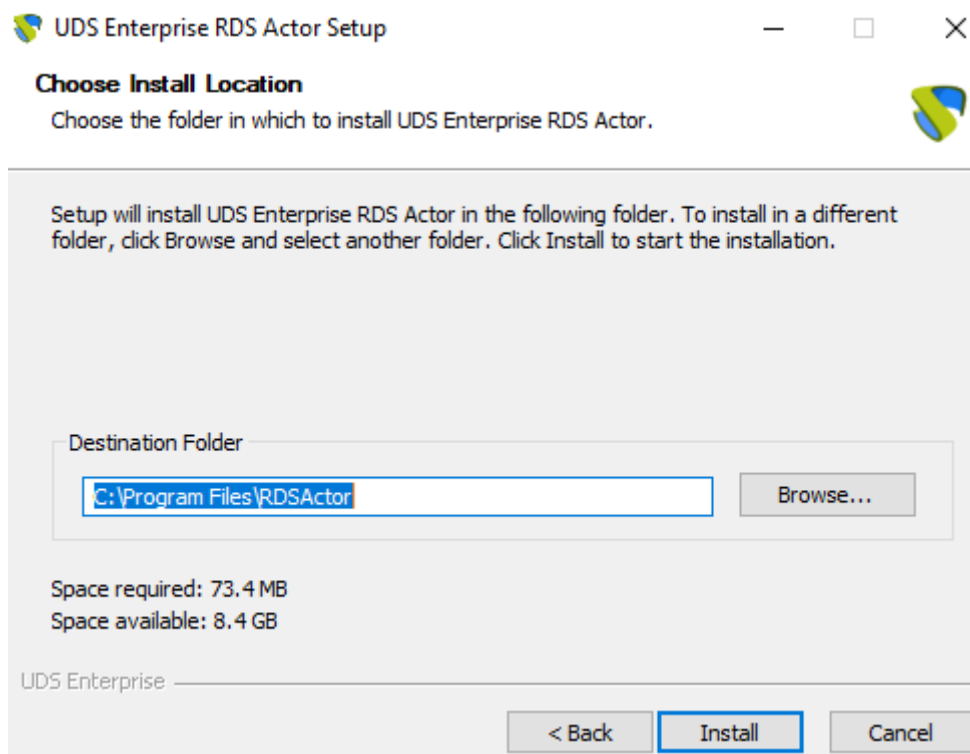 UDS Enterprise RDS Actor Setup
Choose Install Location
Choose the folder in which to install UDS Enterprise RDS Actor.
Setup will install UDS Enterprise RDS Actor in the following folder. To install in a different
folder, click Browse and select another folder. Click Install to start the installation.
Destination Folder
C:\Program Files\RDSActor
Browse...
Space required: 73.4 MB
Space available: 8.4 GB
UDS Enterprise
< Back
Install
Cancel